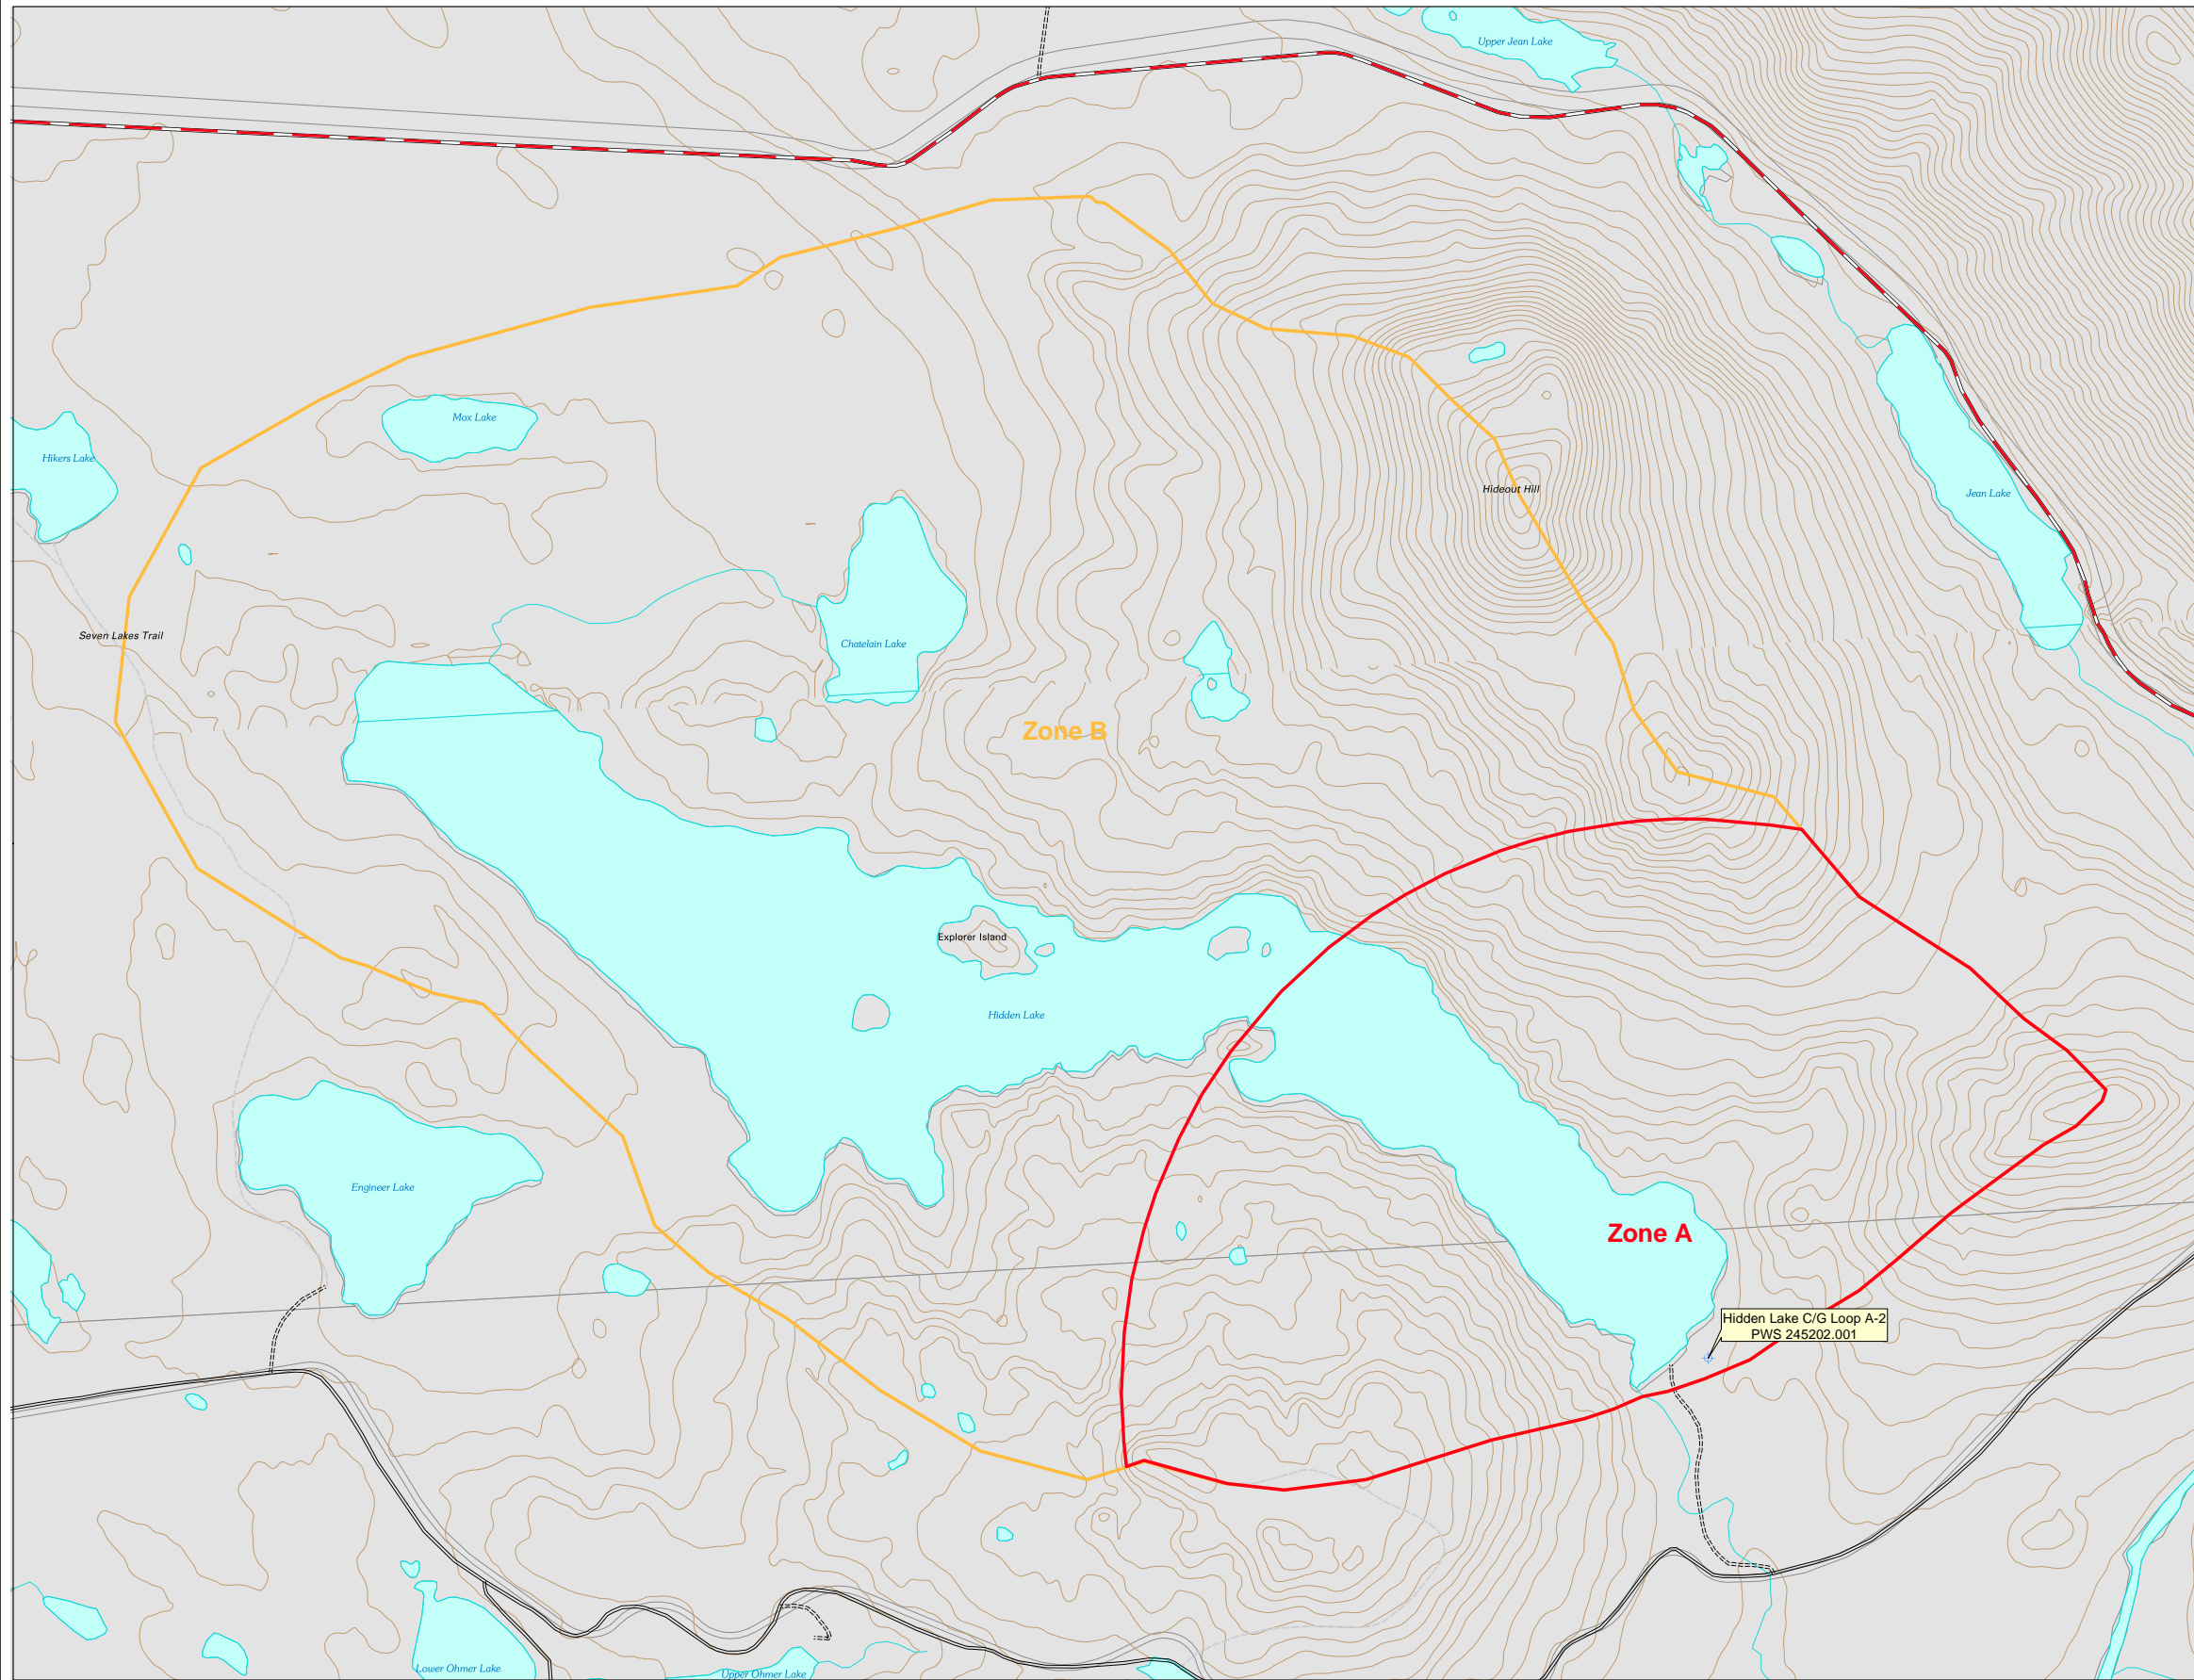 Upper Jean Lake
Mox Lake
Hikers Lake
Hideout Hill
Jean Lake
Seven Lakes Trail
Chatelain Lake
Zone B
Explorer Island
Hidden Lake
Engineer Lake
Zone A
Hidden Lake C/G Loop A-2
PWS 245202.001
Lower Ohmer Lake
Upper Ohmer Lake